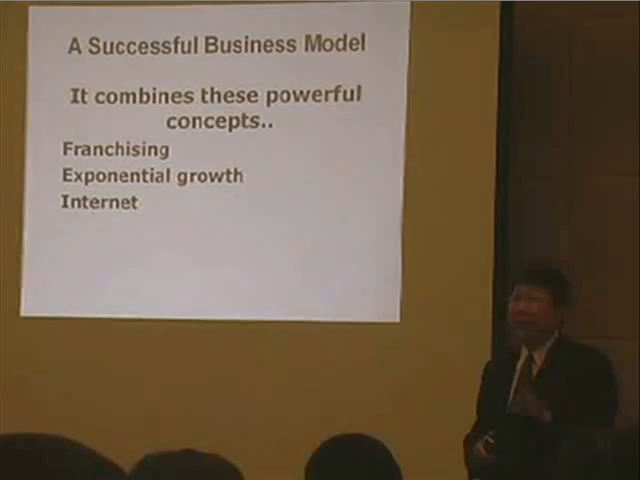 A Successful Business Model
It combines these powerful
concepts..
Franchising
Exponential growth
Internet